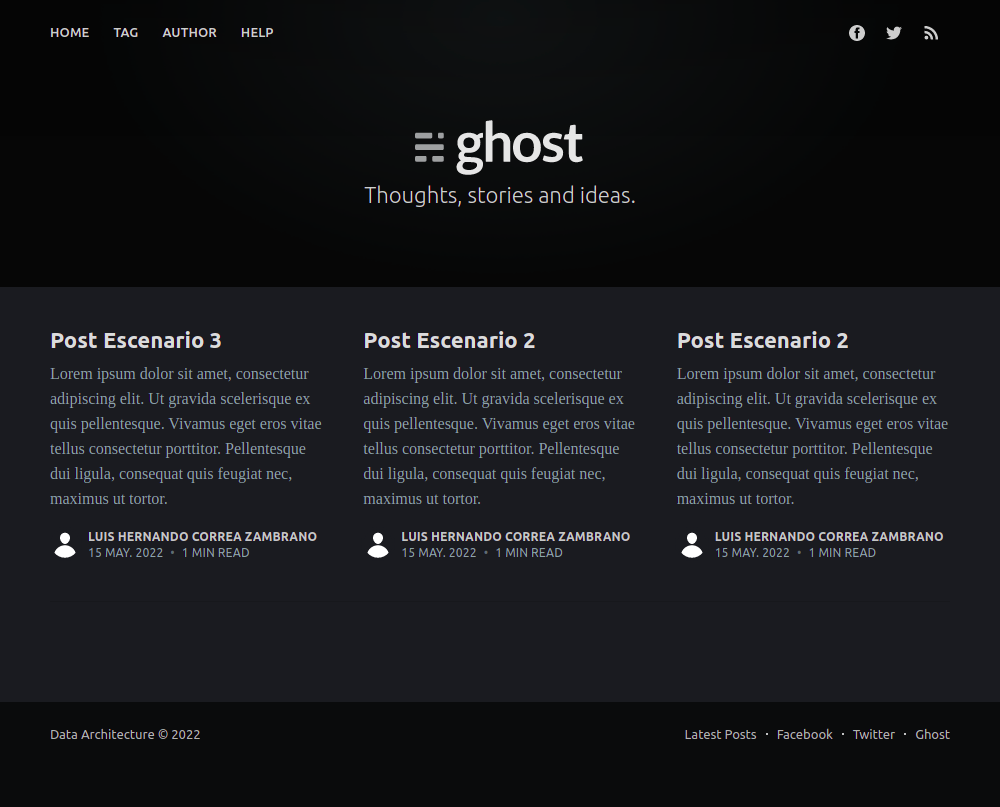 HOME TAG AUTHOR HELP
ghost
Thoughts, stories and ideas.
Post Escenario 3
Lorem ipsum dolor sit amet, consectetur
adipiscing elit. Ut gravida scelerisque ex
quis pellentesque. Vivamus eget eros vitae
tellus consectetur porttitor. Pellentesque
dui ligula, consequat quis feugiat nec,
maximus ut tortor.
LUIS HERNANDO CORREA ZAMBRANO
15 MAY. 2022 • 1 MIN READ
Post Escenario 2
Lorem ipsum dolor sit amet, consectetur
adipiscing elit. Ut gravida scelerisque ex
quis pellentesque. Vivamus eget eros vitae
tellus consectetur porttitor. Pellentesque
dui ligula, consequat quis feugiat nec,
maximus ut tortor.
LUIS HERNANDO CORREA ZAMBRANO
15 MAY. 2022 • 1 MIN READ
Post Escenario 2
Lorem ipsum dolor sit amet, consectetur
adipiscing elit. Ut gravida scelerisque ex
quis pellentesque. Vivamus eget eros vitae
tellus consectetur porttitor. Pellentesque
dui ligula, consequat quis feugiat nec,
maximus ut tortor.
LUIS HERNANDO CORREA ZAMBRANO
15 MAY. 2022 • 1 MIN READ
Data Architecture © 2022
Latest Posts · Facebook · Twitter · Ghost